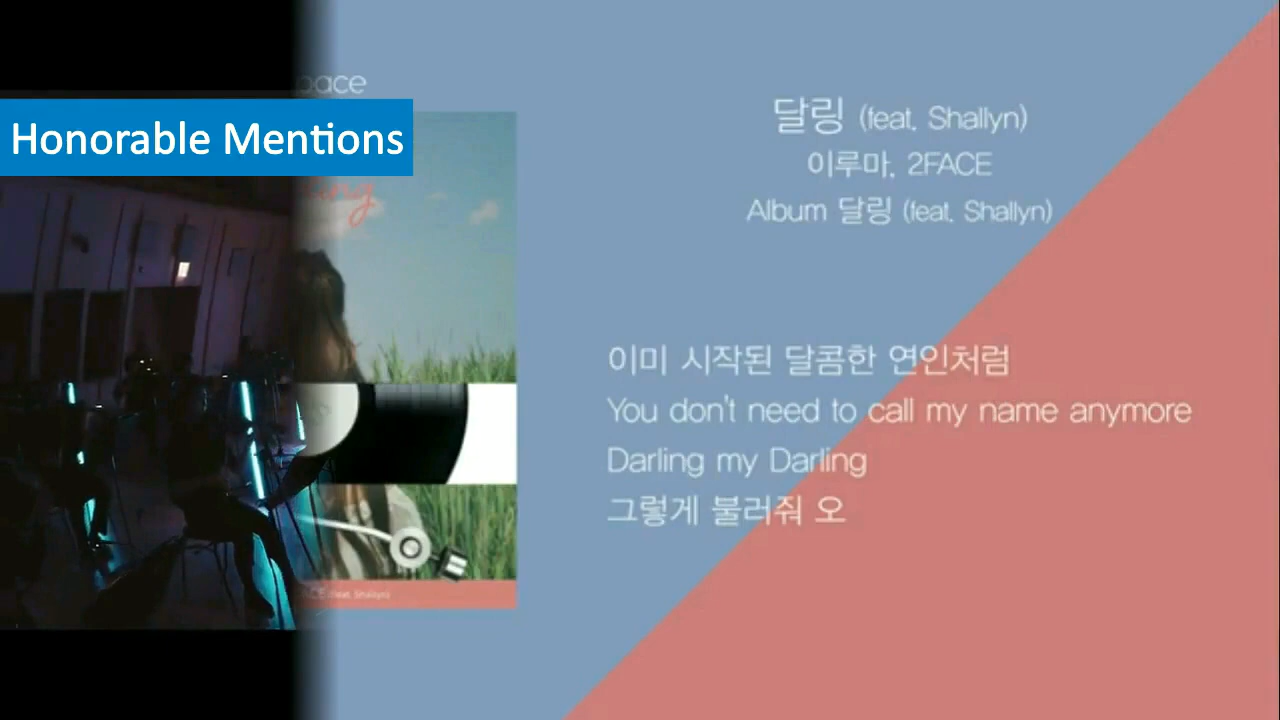 Honorable Mentions
달링 (feat. Shallyn)
이루마, 2FACE
Album 달링 (feat. Shallyn)
이미 시작된 달콤한 연인처럼
You don't need to call my name anymore
Darling my Darling
그렇게 불러줘 오
(feat. Shallyn)